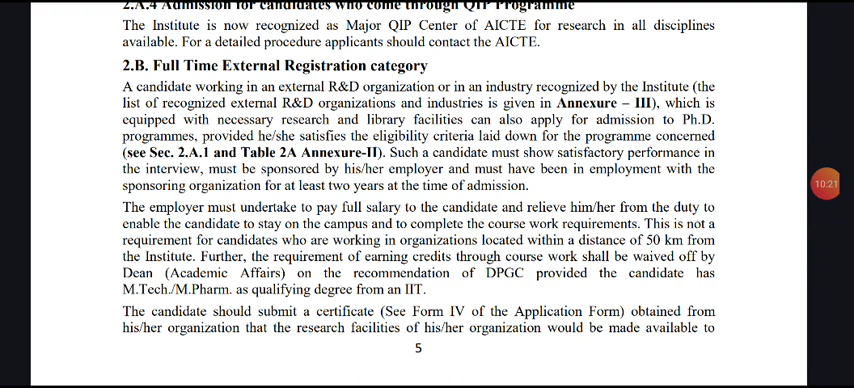 2.A.4 Admission for candidates who come through QIP Programme
The Institute is now recognized as Major QIP Center of AICTE for research in all disciplines
available. For a detailed procedure applicants should contact the AICTE.
2.B. Full Time External Registration category
A candidate working in an external R&D organization or in an industry recognized by the Institute (the
list of recognized external R&D organizations and industries is given in Annexure – III), which is
equipped with necessary research and library facilities can also apply for admission to Ph.D.
programmes, provided he/she satisfies the eligibility criteria laid down for the programme concerned
(see Sec. 2.A.1 and Table 2A Annexure-II). Such a candidate must show satisfactory performance in
the interview, must be sponsored by his/her employer and must have been in employment with the
sponsoring organization for at least two years at the time of admission.
The employer must undertake to pay full salary to the candidate and relieve him/her from the duty to
enable the candidate to stay on the campus and to complete the course work requirements. This is not a
requirement for candidates who are working in organizations located within a distance of 50 km from
the Institute. Further, the requirement of earning credits through course work shall be waived off by
Dean (Academic Affairs) on the recommendation of DPGC provided the candidate has
M.Tech./M.Pharm. as qualifying degree from an IIT.
The candidate should submit a certificate (See Form IV of the Application Form) obtained from
his/her organization that the research facilities of his/her organization would be made available to
5
10:21